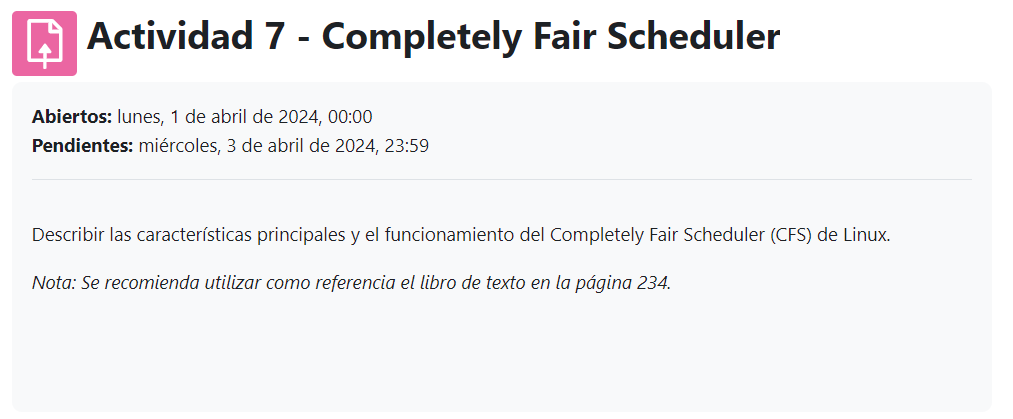 Actividad 7 - Completely Fair Scheduler
Abiertos: lunes, 1 de abril de 2024, 00:00
Pendientes: miércoles, 3 de abril de 2024, 23:59
Describir las características principales y el funcionamiento del Completely Fair Scheduler (CFS) de Linux.
Nota: Se recomienda utilizar como referencia el libro de texto en la página 234.